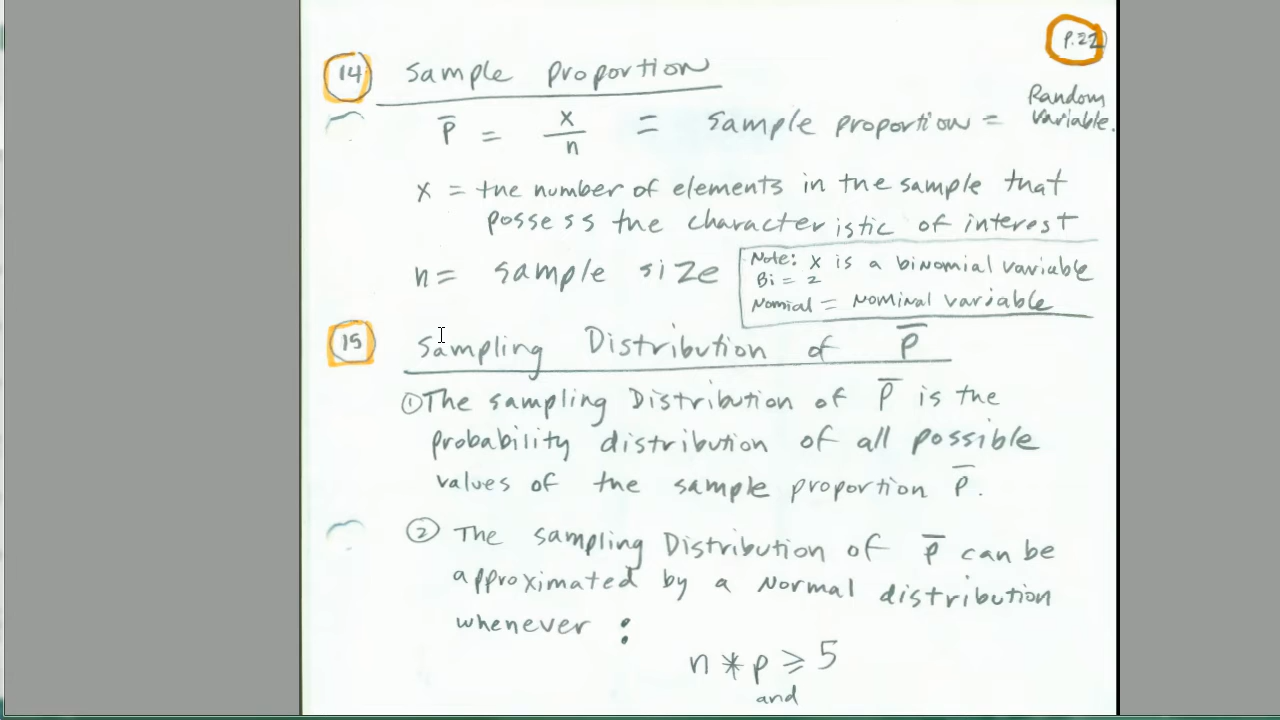 P.22
14 Sample Proportion
P̅ = x/n = sample proportion = Random Variable.
x = the number of elements in the sample that
possess the characteristic of interest
n = sample size
Note: x is a binomial variable
Bi = 2
Nomial = Nominal variable
15 Sampling Distribution of P̅
① The sampling Distribution of P̅ is the
probability distribution of all possible
values of the sample proportion P̅.
② The sampling Distribution of P̅ can be
approximated by a Normal distribution
whenever :
n * p ⩾ 5
and